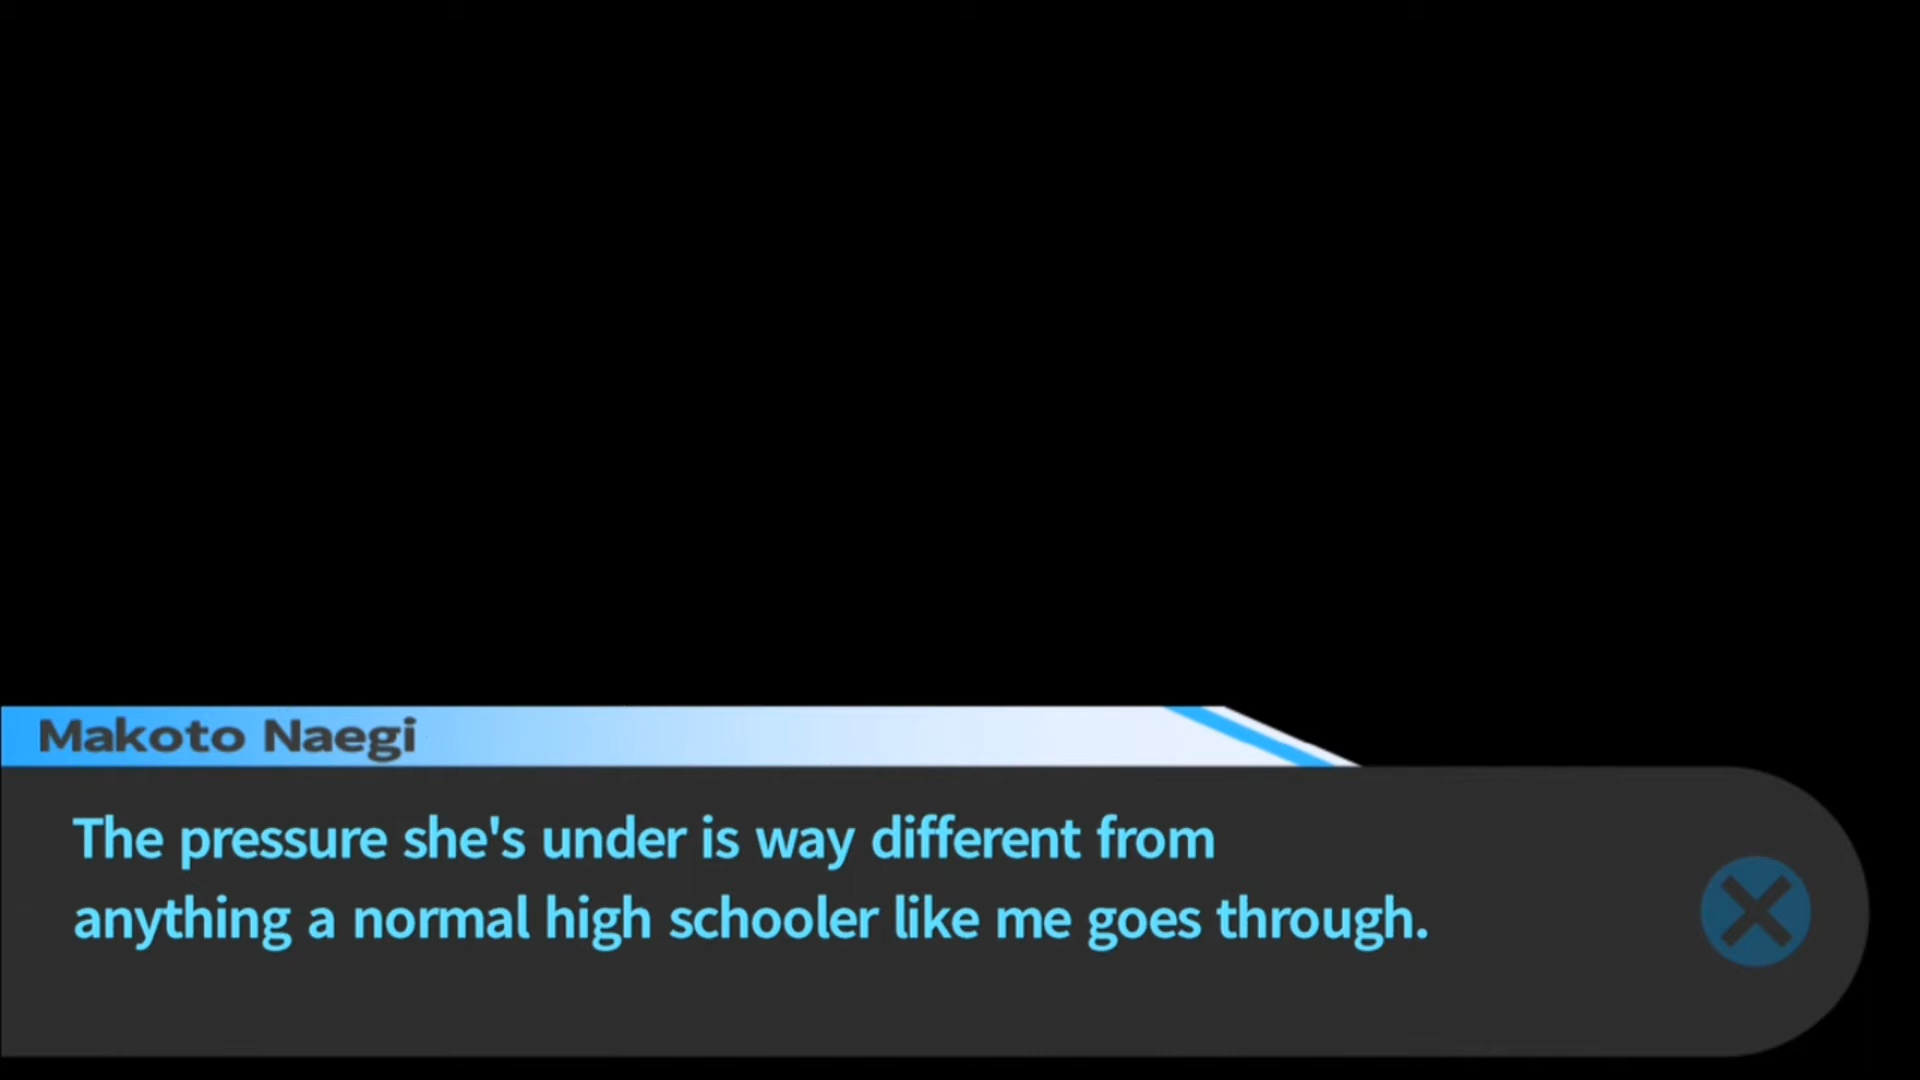 Makoto Naegi
The pressure she's under is way different from
anything a normal high schooler like me goes through.